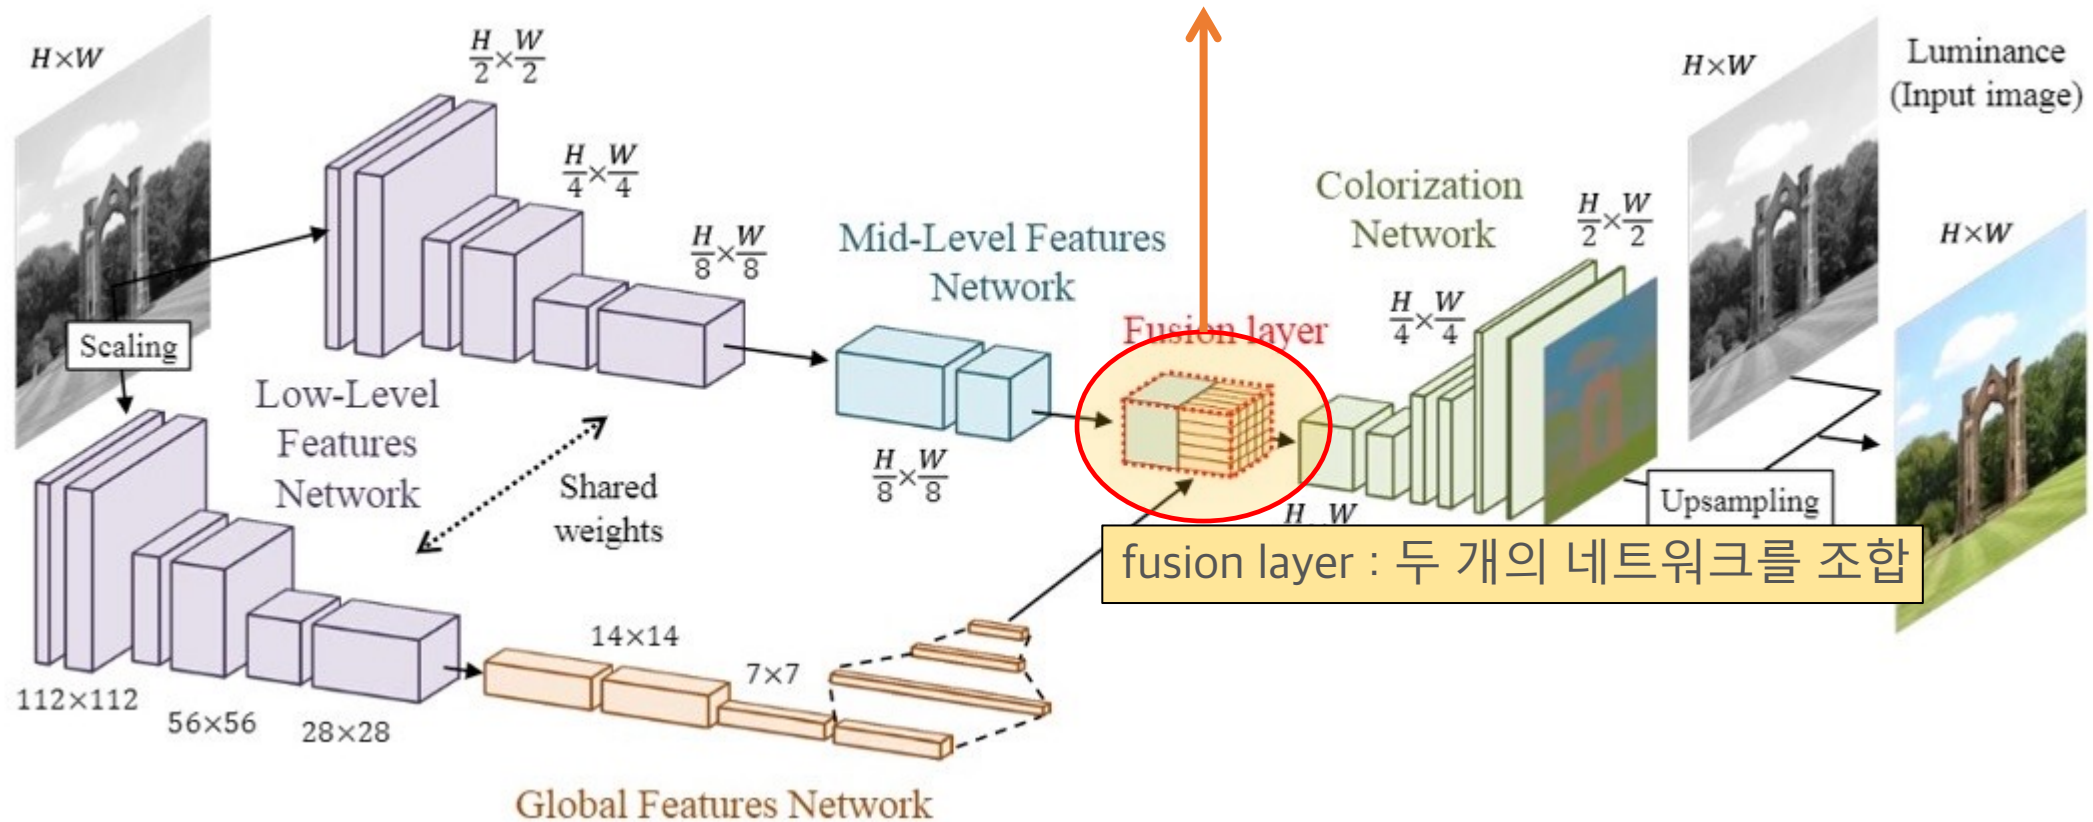 H×W
H/2×W/2
H/4×W/4
H/8×W/8
Scaling
Low-Level
Features
Network
Shared
weights
112×112
56×56
28×28
14×14
7×7
Global Features Network
Mid-Level Features
Network
H/8×W/8
Fusion layer
Colorization
Network
H/4×W/4
H/2×W/2
H W
fusion layer : 두 개의 네트워크를 조합
Upsampling
H×W
Luminance
(Input image)
H×W